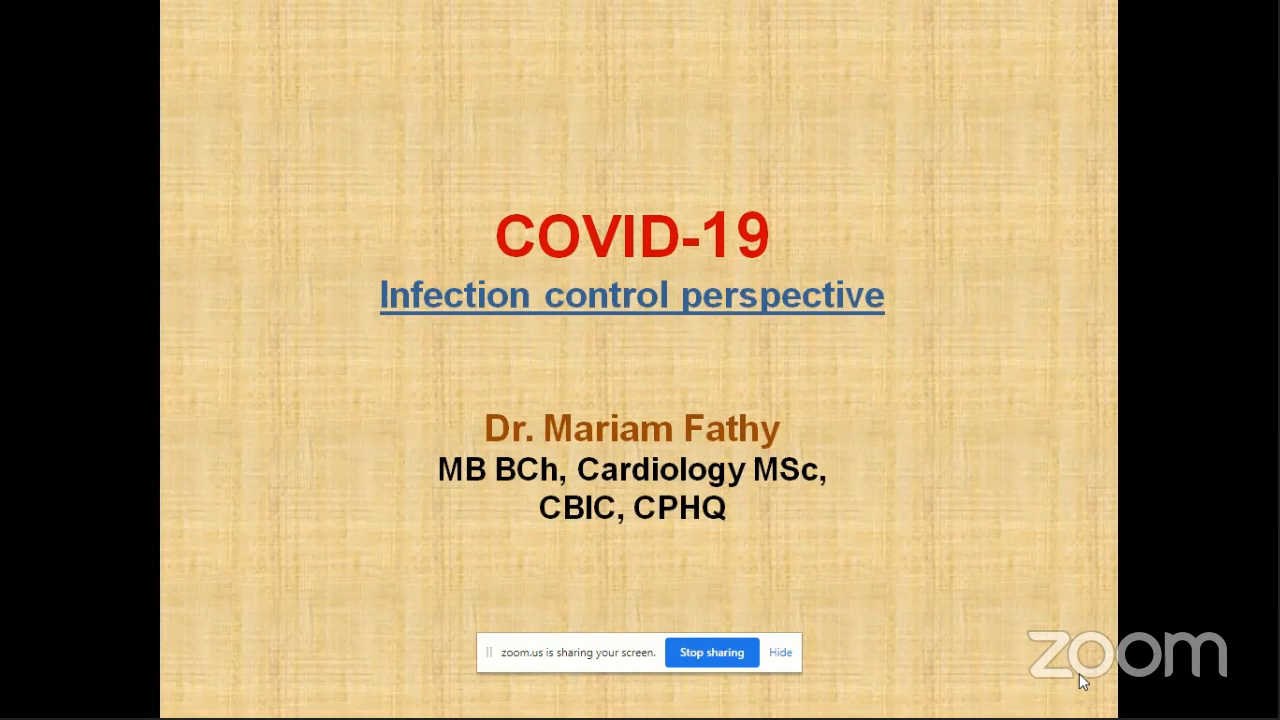 COVID-19
Infection control perspective
Dr. Mariam Fathy
MB BCh, Cardiology MSc,
CBIC, CPHQ
zoom.us is sharing your screen. Stop sharing Hide
zoom